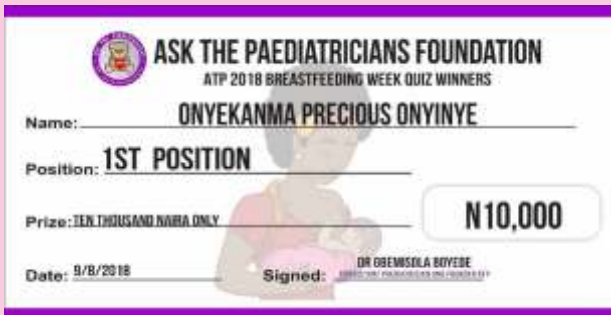 ASK THE PAEDIATRICIANS FOUNDATION
ATP 2018 BREASTFEEDING WEEK QUIZ WINNERS
Name: ONYEKANMA PRECIOUS ONYINYE
Position: 1ST POSITION
Prize: TEN THOUSAND NAIRA ONLY N10,000
DR GBEMISOLA BOYEDE
Date: 9/8/2018 Signed: